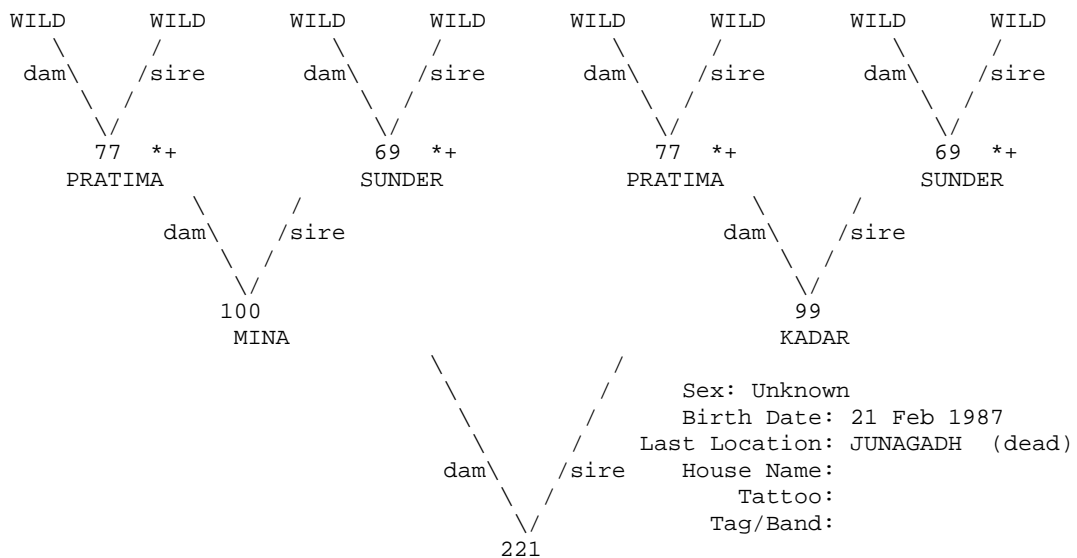 WILD WILD WILD WILD WILD WILD WILD WILD
\ / \ / \ / \ /
dam\ /sire dam\ /sire dam\ /sire dam\ /sire
\ / \ / \ / \ /
\/ \/ \/ \/
77 *+ 69 *+ 77 *+ 69 *+
PRATIMA SUNDER PRATIMA SUNDER
\ / \ /
dam\ /sire dam\ /sire
\ / \ /
\/ \/
100 99
MINA KADAR
\ /
\ / Sex: Unknown
\ / Birth Date: 21 Feb 1987
\ / Last Location: JUNAGADH (dead)
dam\ /sire House Name:
\ / Tattoo:
\/ Tag/Band:
221